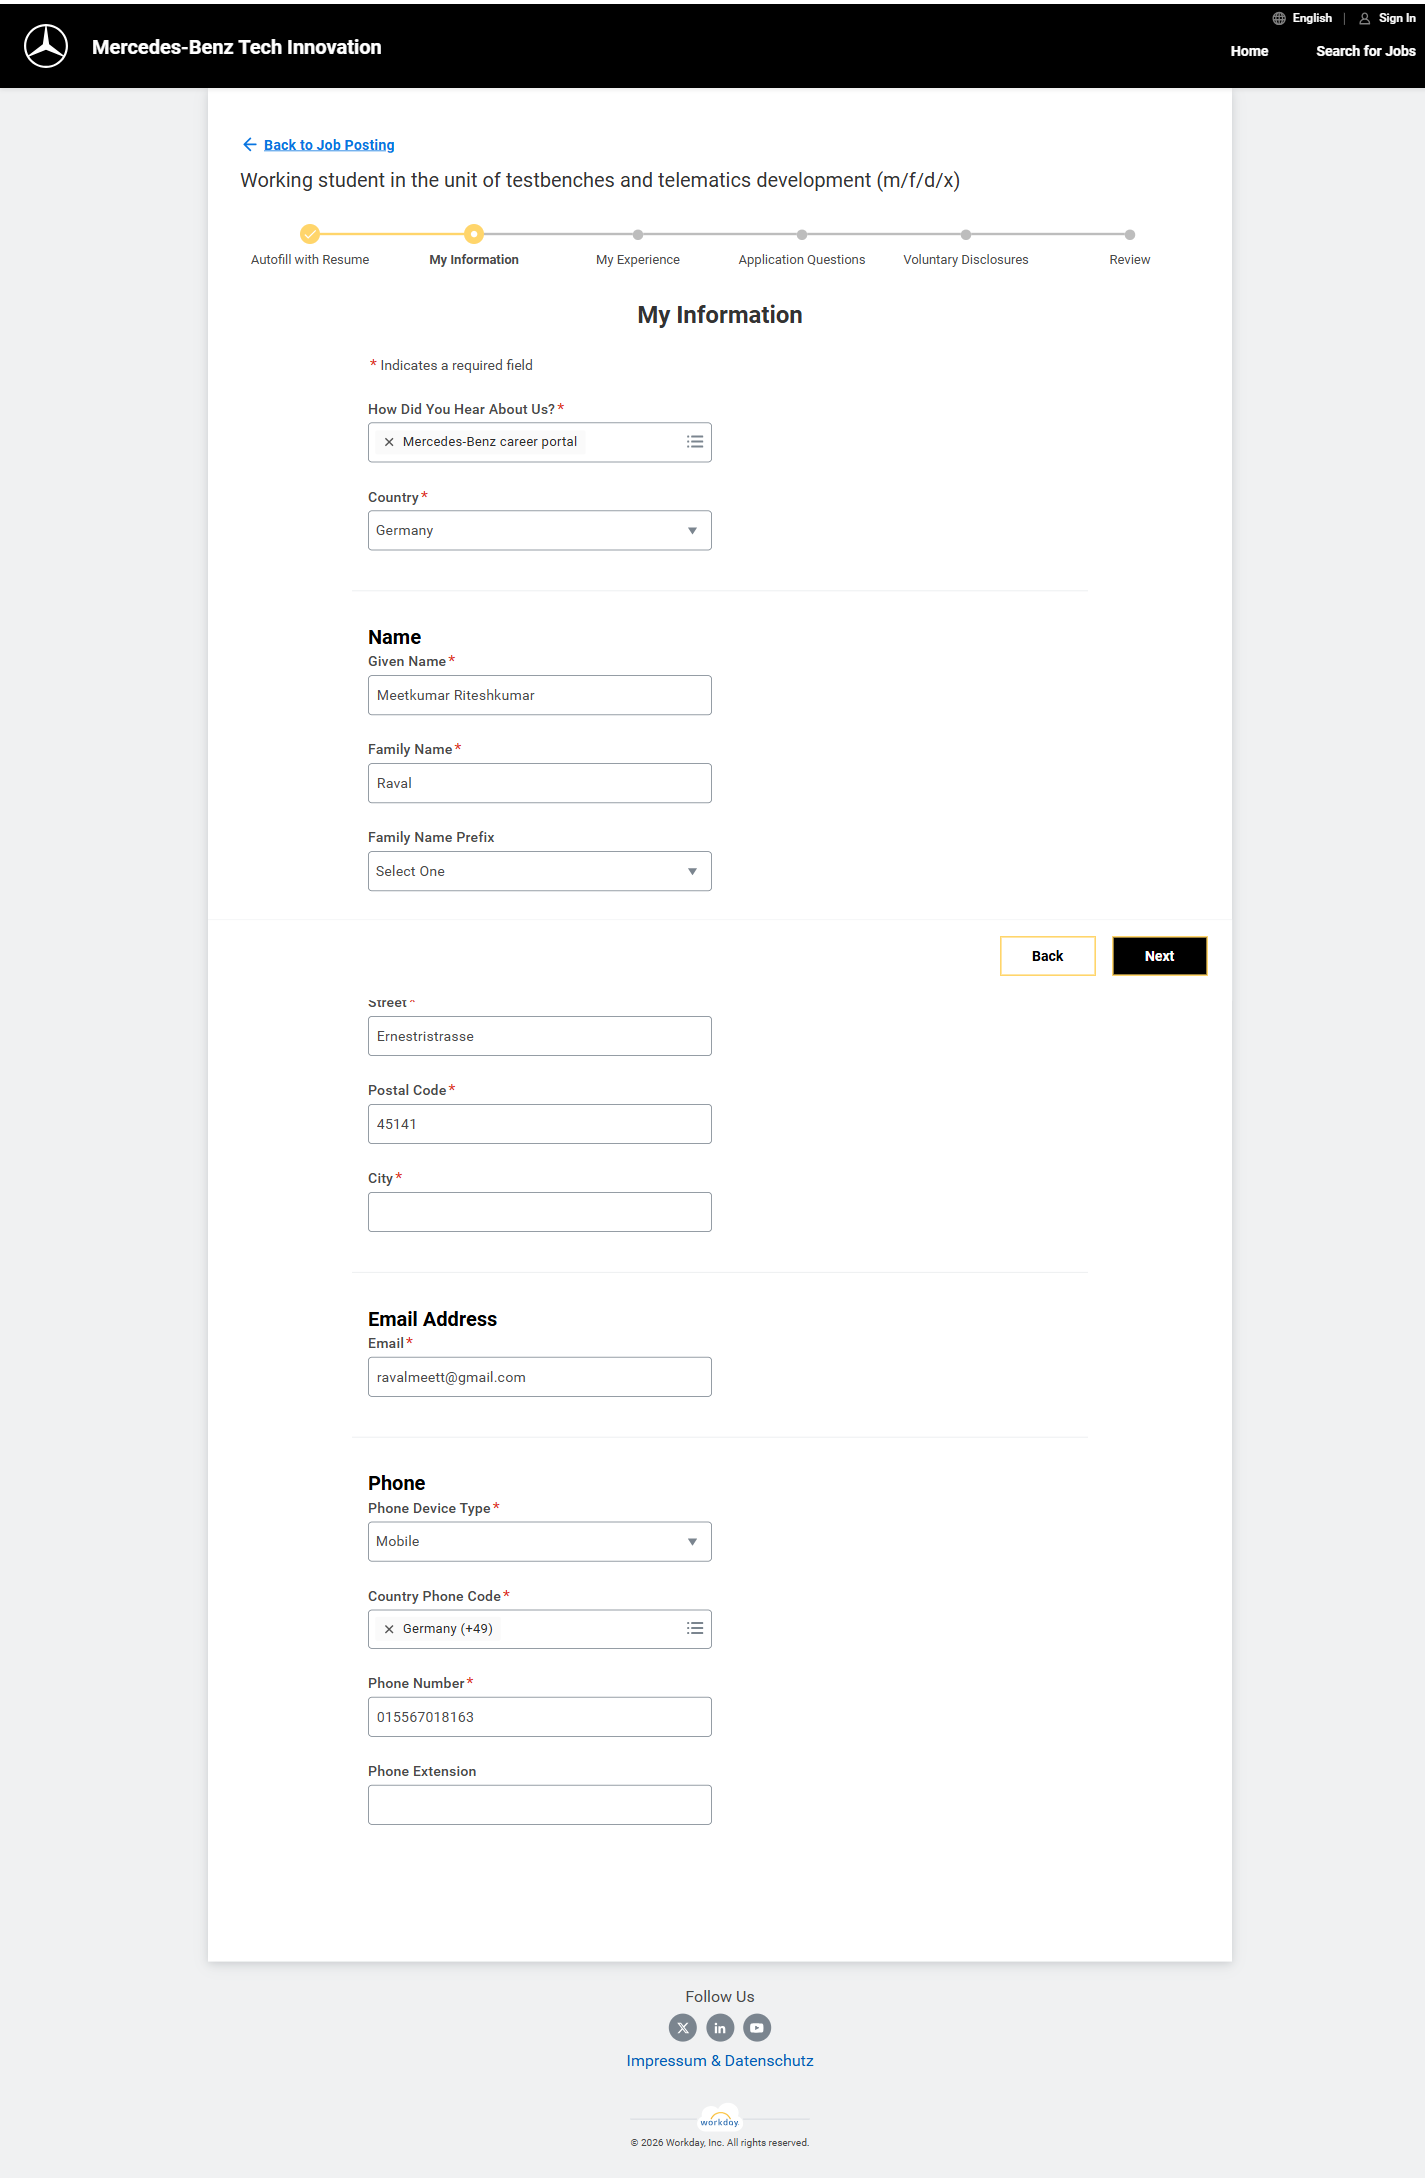 English | Sign In
Mercedes-Benz Tech Innovation
Home Search for Jobs
Back to Job Posting
Working student in the unit of testbenches and telematics development (m/f/d/x)
Autofill with Resume My Information My Experience Application Questions Voluntary Disclosures Review
My Information
* Indicates a required field
How Did You Hear About Us?*
Mercedes-Benz career portal
Country*
Germany
Name
Given Name*
Meetkumar Riteshkumar
Family Name*
Raval
Family Name Prefix
Select One
Back Next
Street*
Ernestristrasse
Postal Code*
45141
City*
Email Address
Email*
ravalmeett@gmail.com
Phone
Phone Device Type*
Mobile
Country Phone Code*
Germany (+49)
Phone Number*
015567018163
Phone Extension
Follow Us
Impressum & Datenschutz
workday.
© 2026 Workday, Inc. All rights reserved.